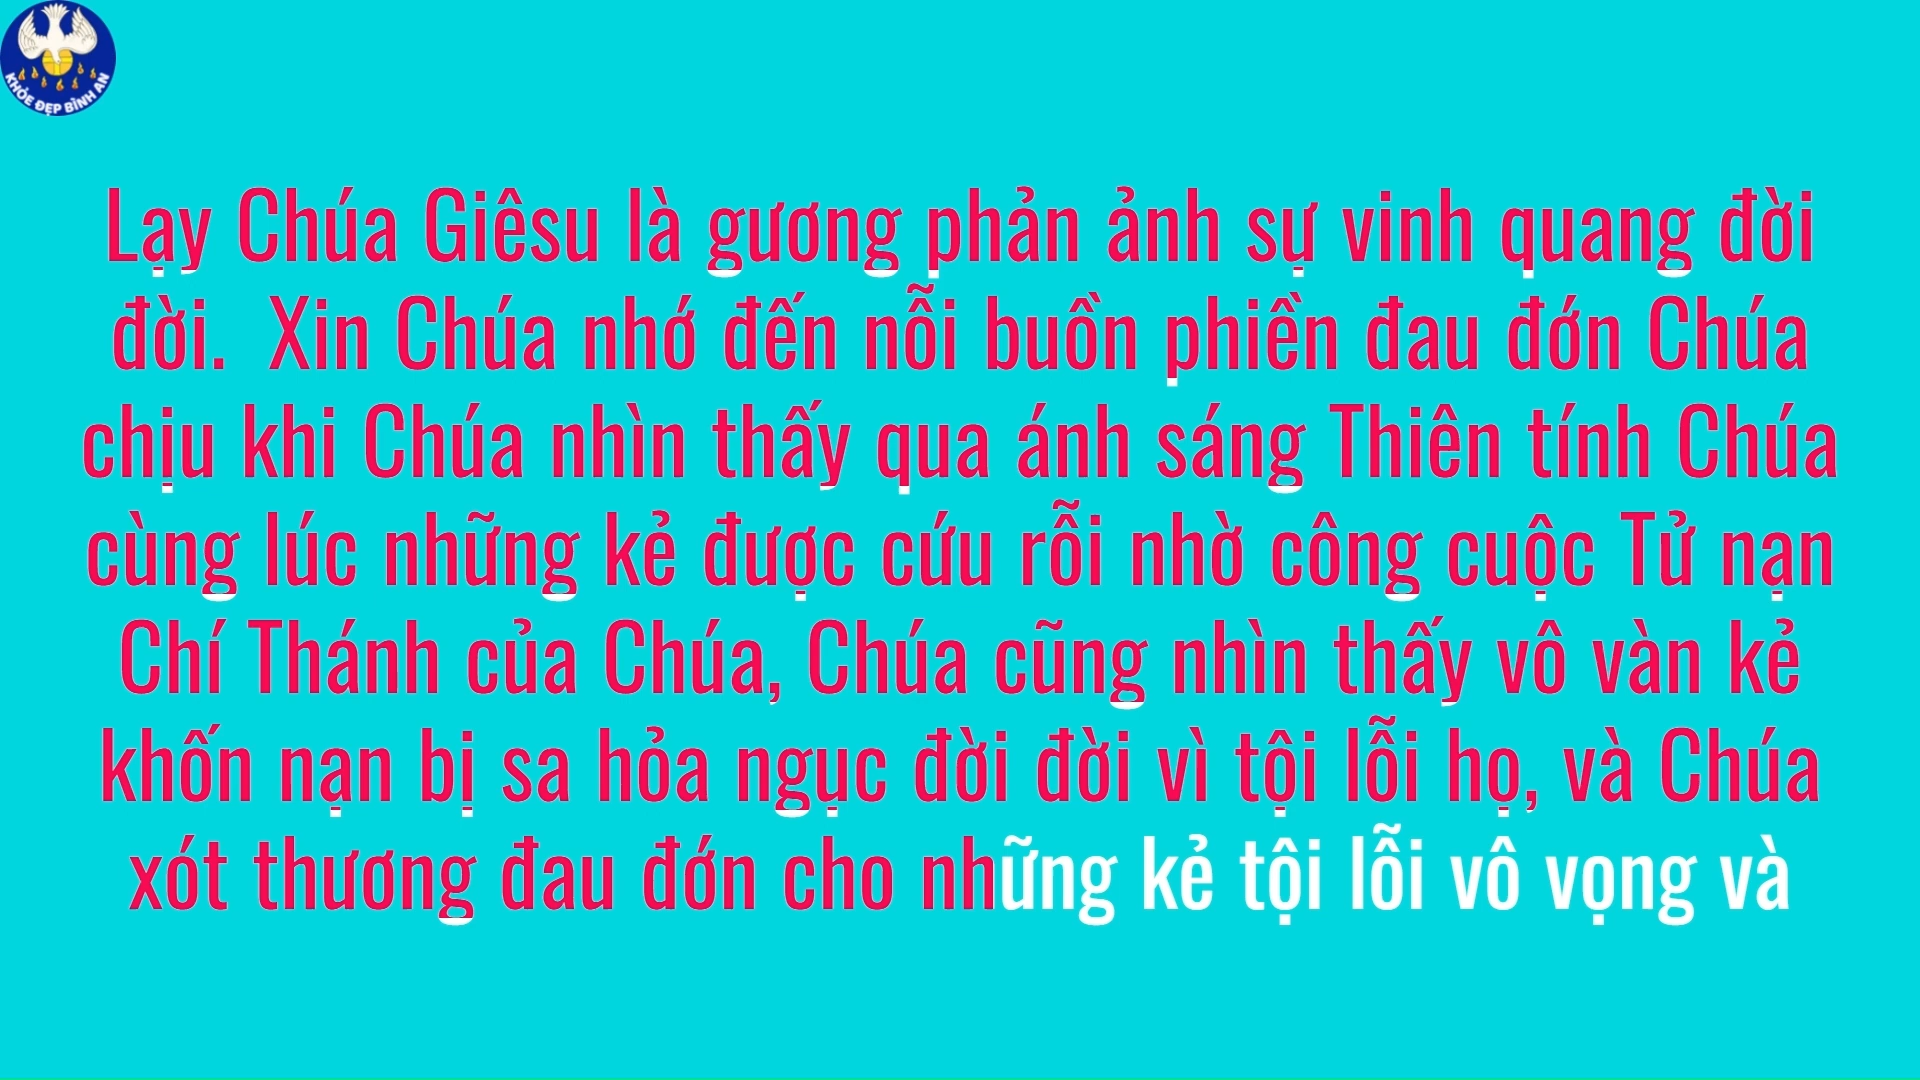 KHỎE ĐẸP BÌNH AN
Lạy Chúa Giêsu là gương phản ảnh sự vinh quang đời
đời.  Xin Chúa nhớ đến nỗi buồn phiền đau đớn Chúa
chịu khi Chúa nhìn thấy qua ánh sáng Thiên tính Chúa
cùng lúc những kẻ được cứu rỗi nhờ công cuộc Tử nạn
Chí Thánh của Chúa, Chúa cũng nhìn thấy vô vàn kẻ
khốn nạn bị sa hỏa ngục đời đời vì tội lỗi họ, và Chúa
xót thương đau đớn cho những kẻ tội lỗi vô vọng và